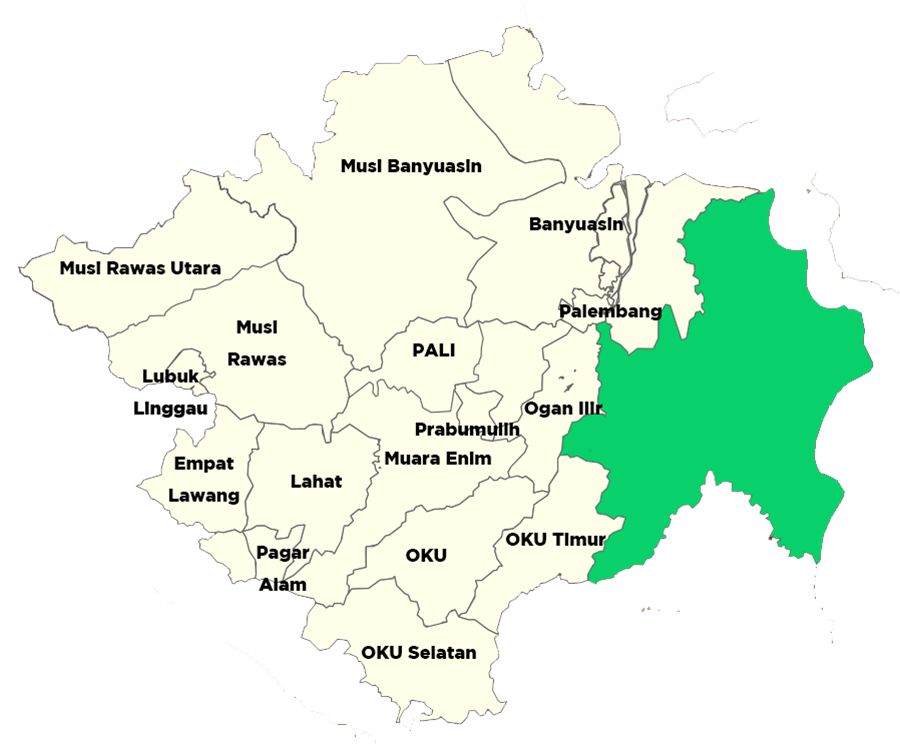 Musi Banyuasin
Banyuasin
Musi Rawas Utara
Palembang
Musi
Rawas
PALI
Lubuk
Linggau
Ogan Ilir
Prabumulih
Muara Enim
Empat
Lawang
Lahat
OKU Timur
Pagar
Alam
OKU
OKU Selatan